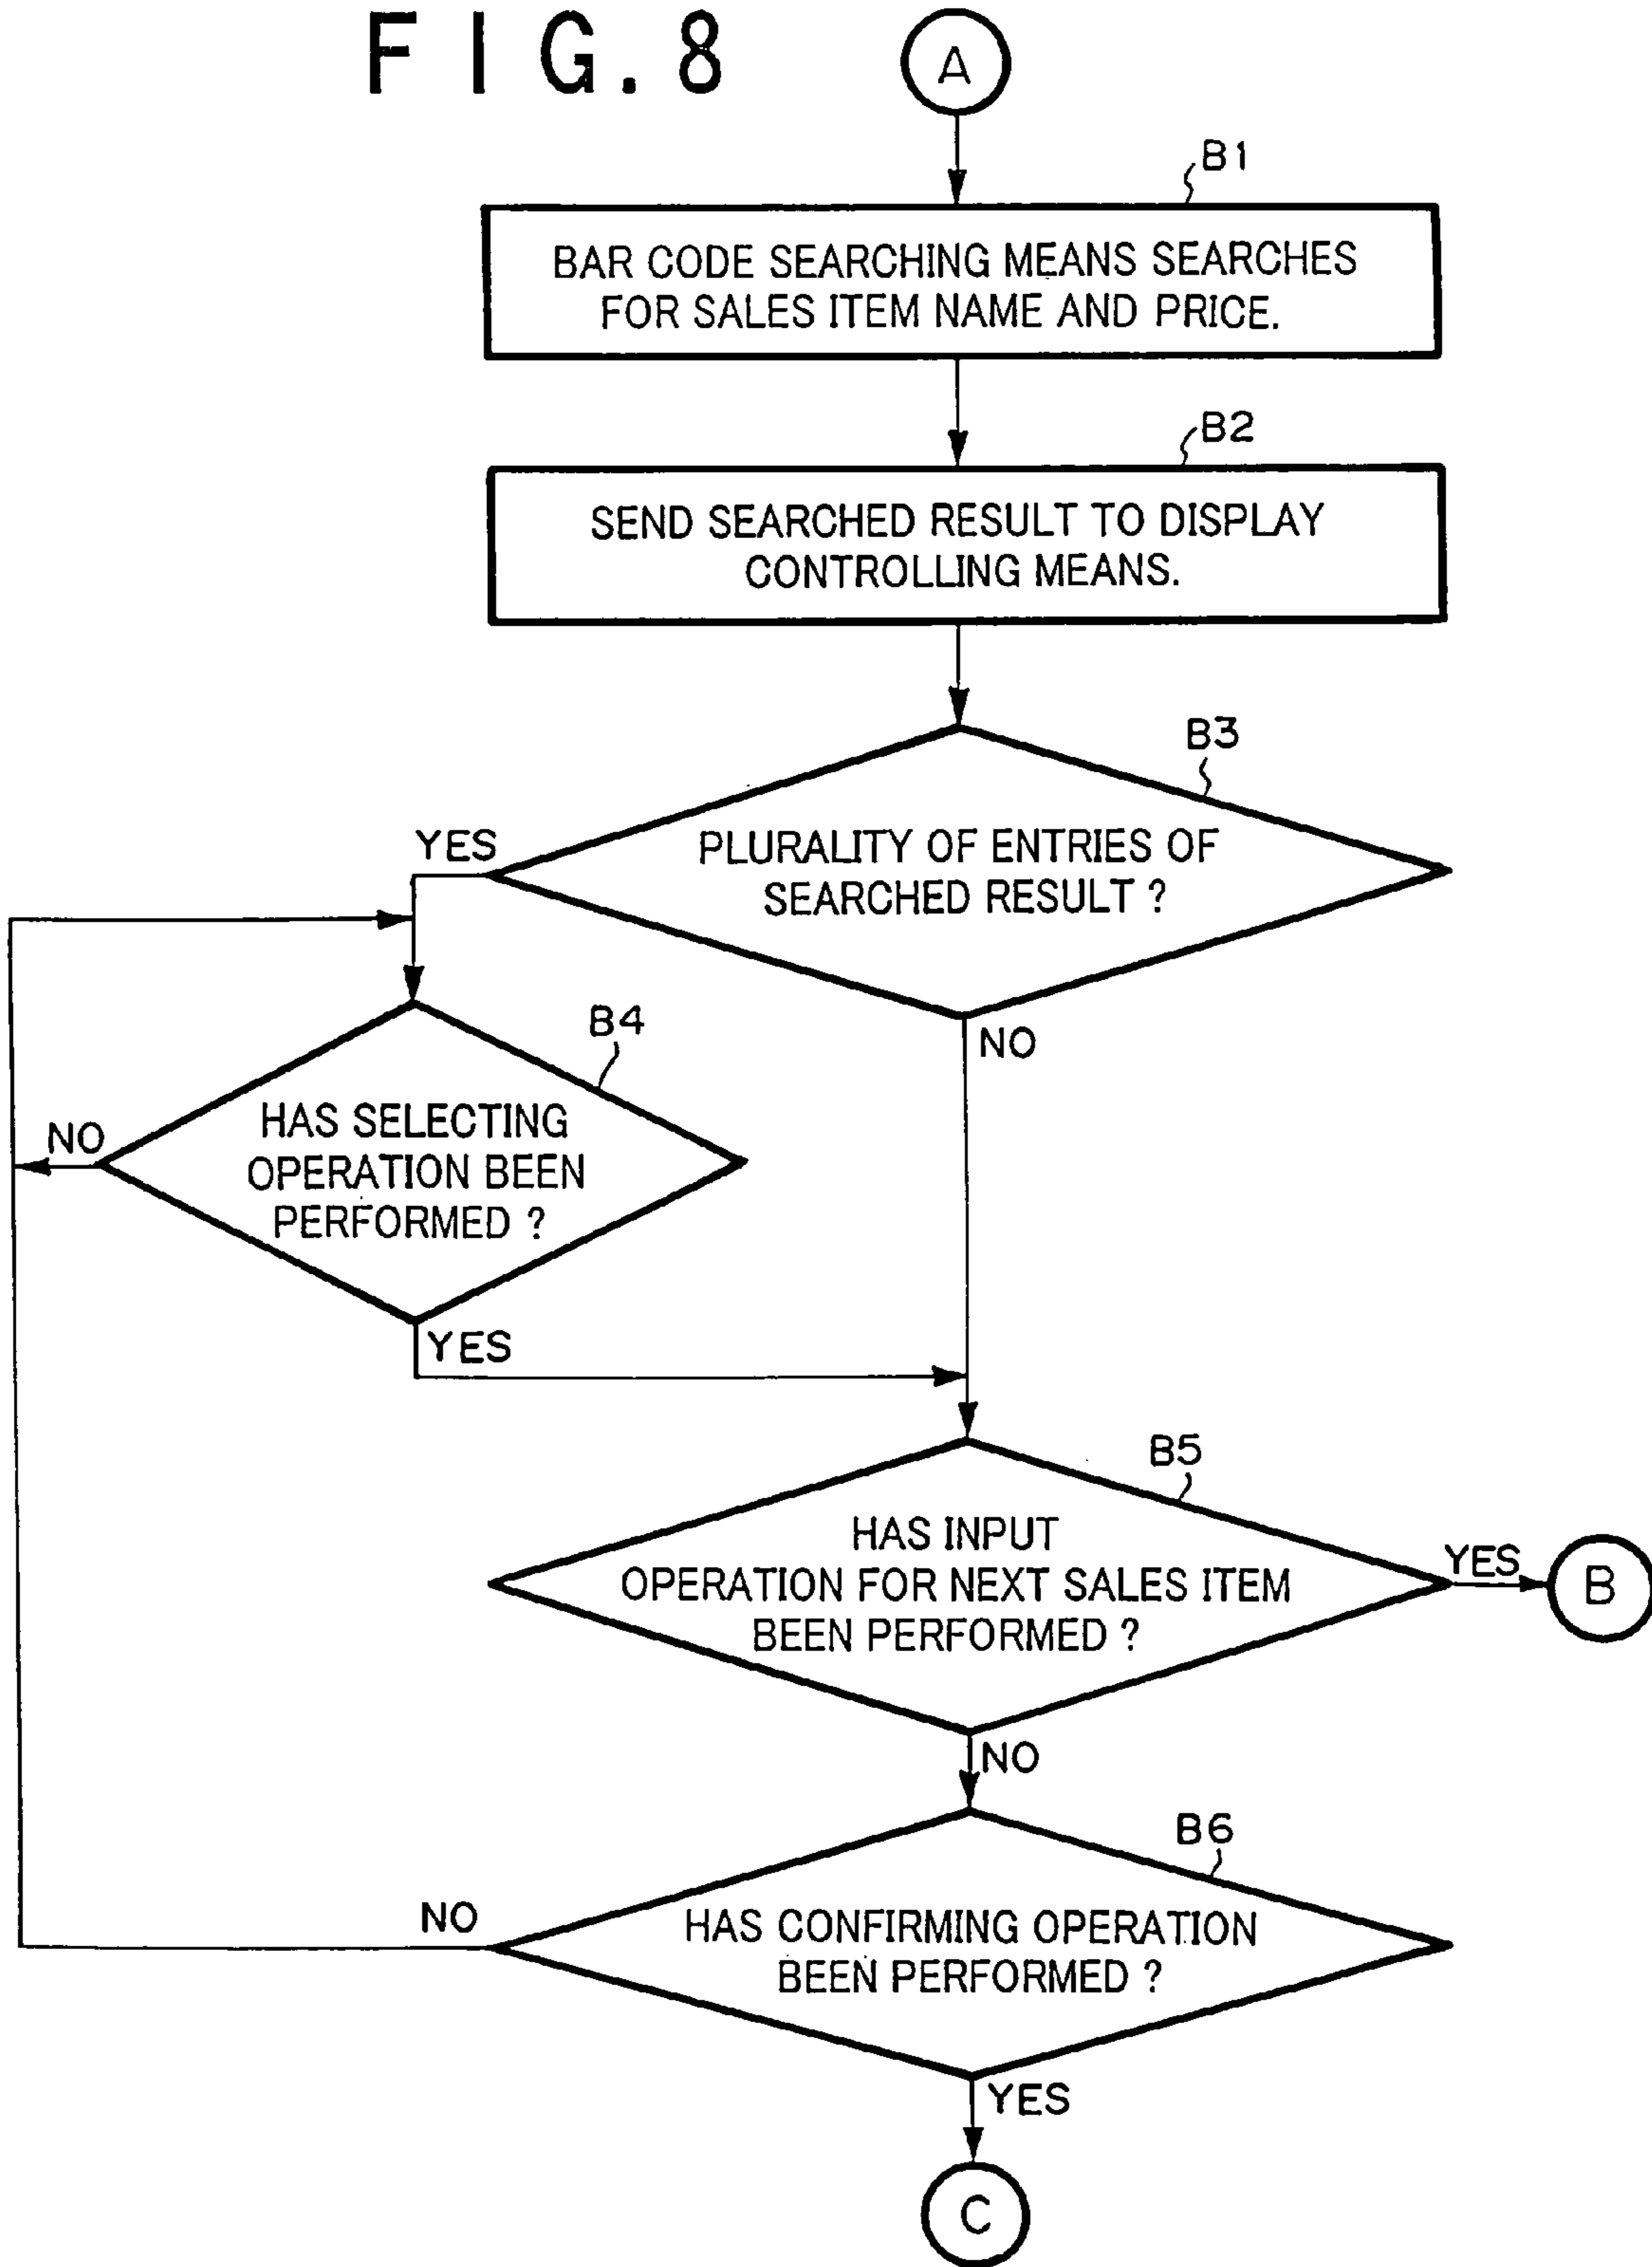 FIG. 8
A
B1
BAR CODE SEARCHING MEANS SEARCHES
FOR SALES ITEM NAME AND PRICE.
B2
SEND SEARCHED RESULT TO DISPLAY
CONTROLLING MEANS.
B3
YES
PLURALITY OF ENTRIES OF
SEARCHED RESULT ?
NO
B4
NO
HAS SELECTING
OPERATION BEEN
PERFORMED ?
YES
B5
HAS INPUT
OPERATION FOR NEXT SALES ITEM
BEEN PERFORMED ?
YES
B
NO
B6
NO
HAS CONFIRMING OPERATION
BEEN PERFORMED ?
YES
C